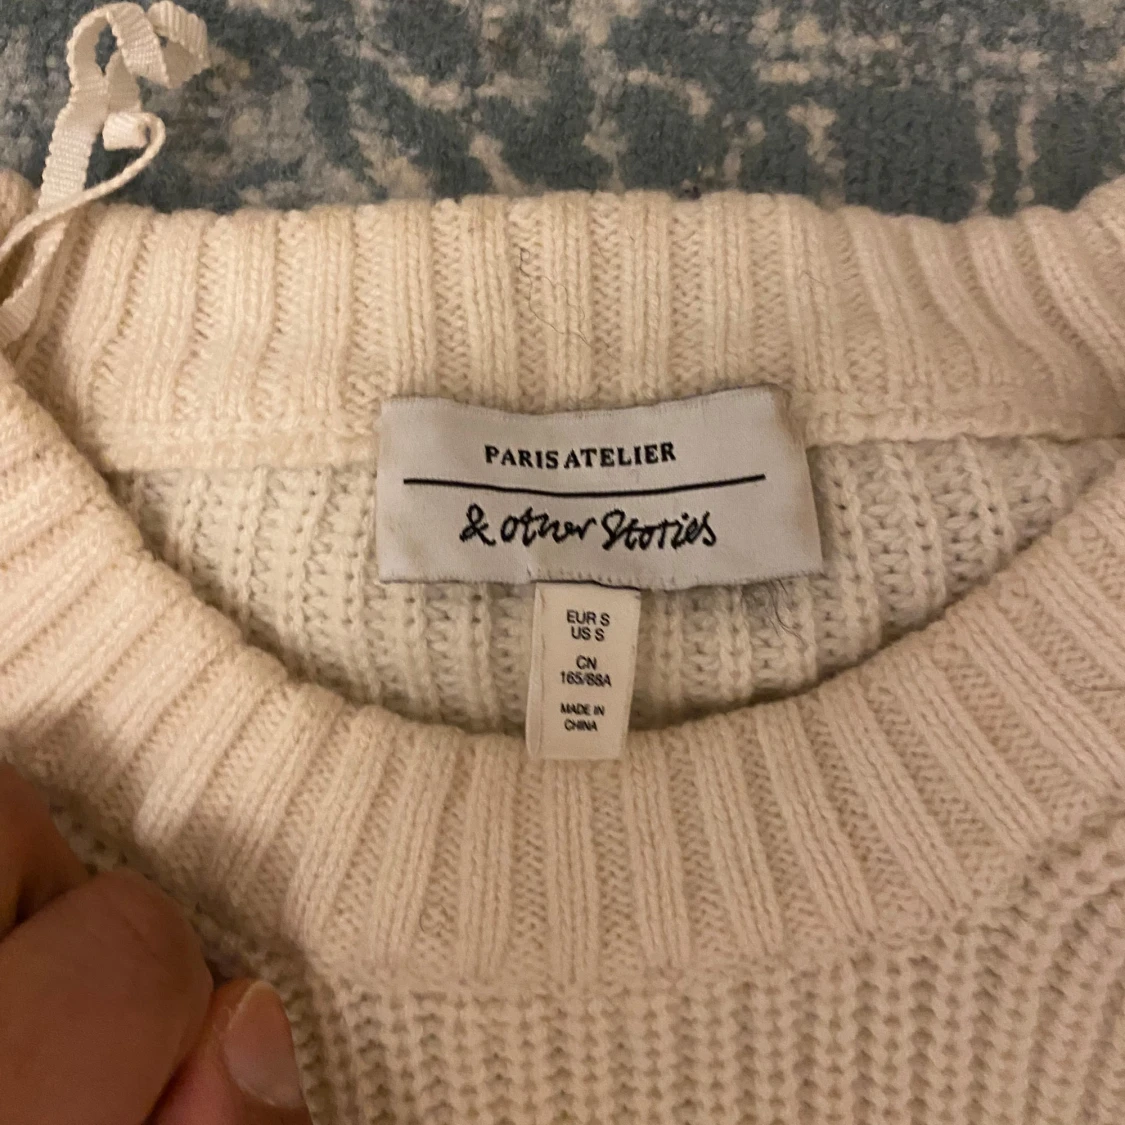 PARIS ATELIER
& other Stories
EUR S
US S
CN
165/88A
MADE IN
CHINA